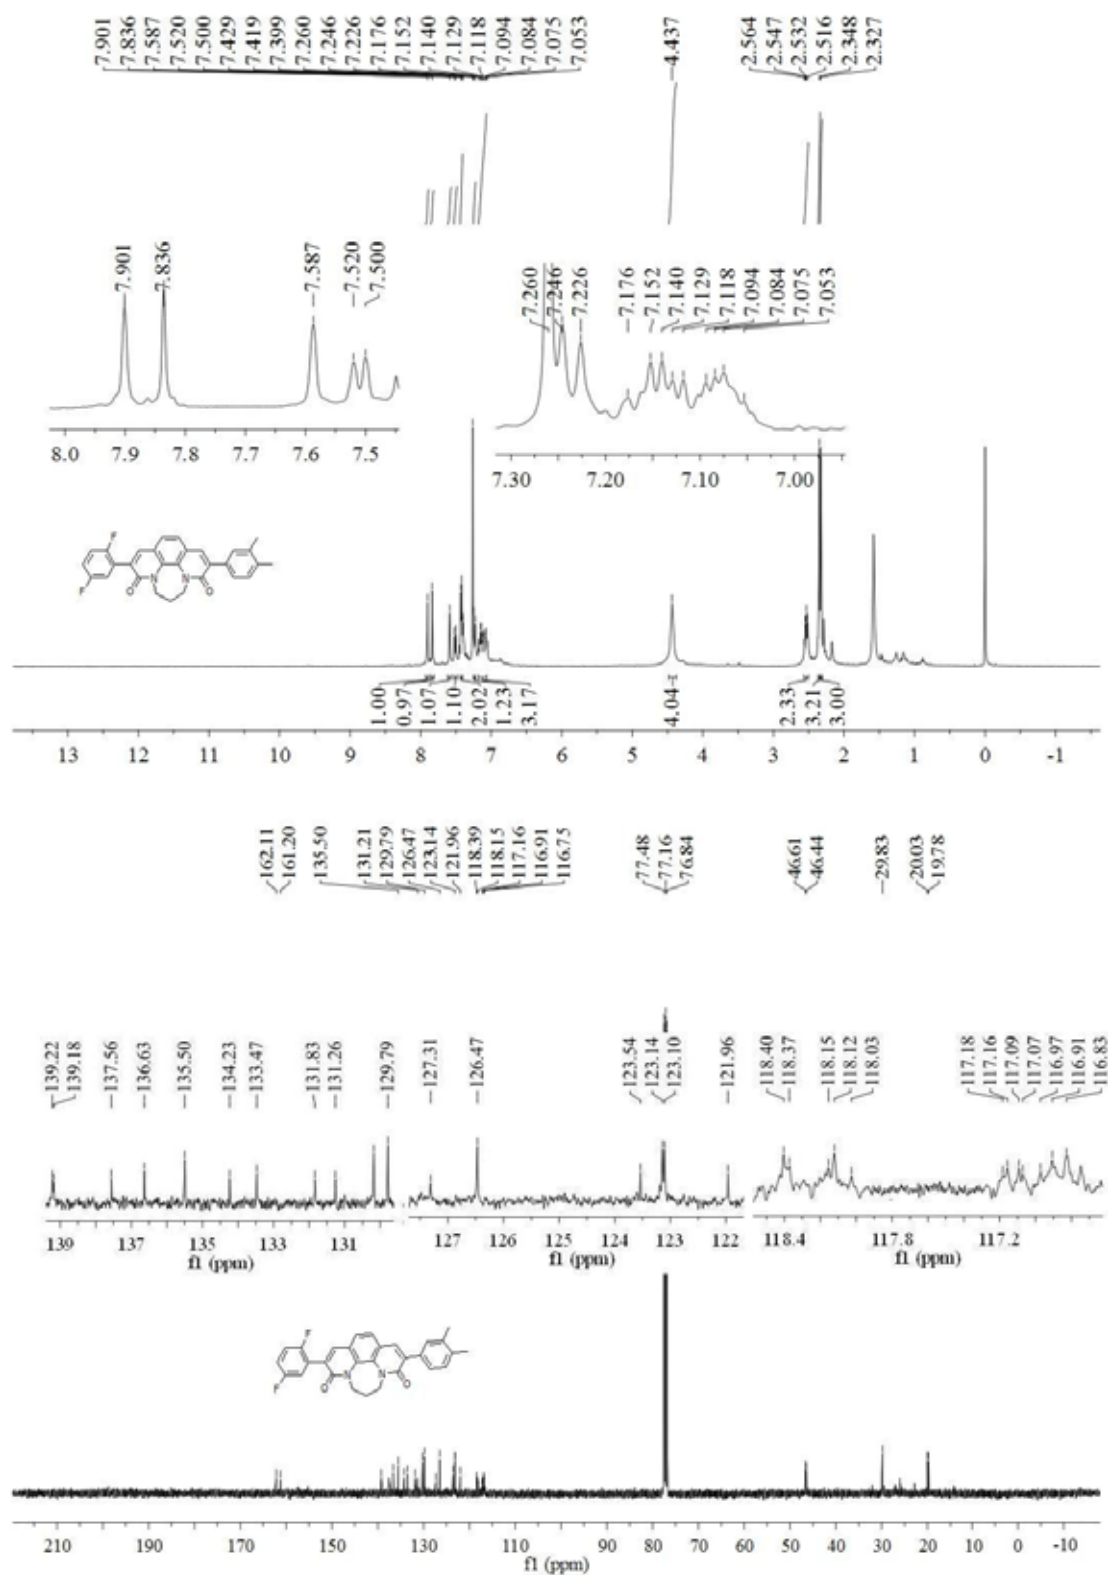 7.901 7.836 7.587 7.520 7.500 7.429 7.419 7.399 7.260 7.246 7.226 7.176 7.152 7.140 7.129 7.118 7.094 7.084 7.075 7.053 4.437 2.564 2.547 2.532 2.516 2.348 2.327
7.901 7.836 7.587 7.520 7.500
7.260 7.246 7.226 7.176 7.152 7.140 7.129 7.118 7.094 7.084 7.075 7.053
8.0 7.9 7.8 7.7 7.6 7.5
7.30 7.20 7.10 7.00
F
F
O
N
N
O
1.00 0.97 1.07 1.10 2.02 1.23 3.17 4.04 2.33 3.21 3.00
13 12 11 10 9 8 7 6 5 4 3 2 1 0 -1
162.11 161.20 135.50 131.21 129.79 126.47 123.14 121.96 118.39 118.15 117.16 116.91 116.75 77.48 77.16 76.84 46.61 46.44 29.83 20.03 19.78
139.22 139.18 137.56 136.63 135.50 134.23 133.47 131.83 131.26 129.79
127.31 126.47 123.54 123.14 123.10 121.96
118.40 118.37 118.15 118.12 118.03 117.18 117.16 117.09 117.07 116.97 116.91 116.83
139 137 135 133 131
f1 (ppm)
127 126 125 124 123 122
f1 (ppm)
118.4 117.8 117.2
f1 (ppm)
F
F
O
N
N
O
210 190 170 150 130 110 90 80 70 60 50 40 30 20 10 0 -10
f1 (ppm)